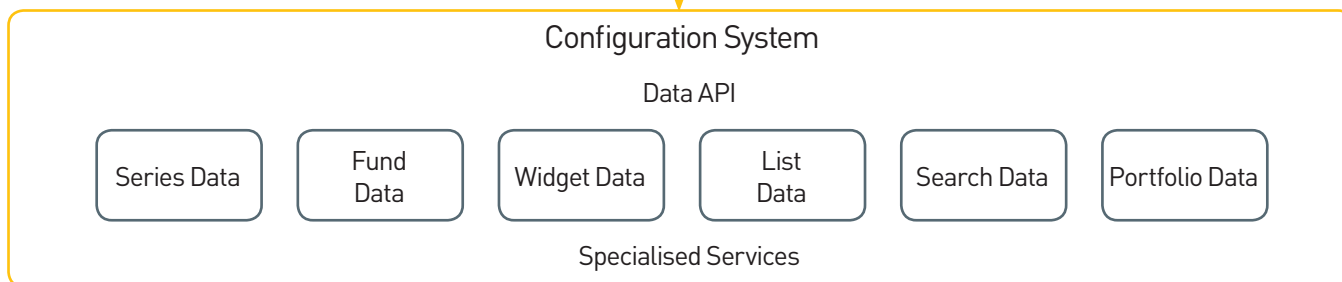 Configuration System
Data API
Series Data
Fund
Data
Widget Data
List
Data
Search Data
Portfolio Data
Specialised Services